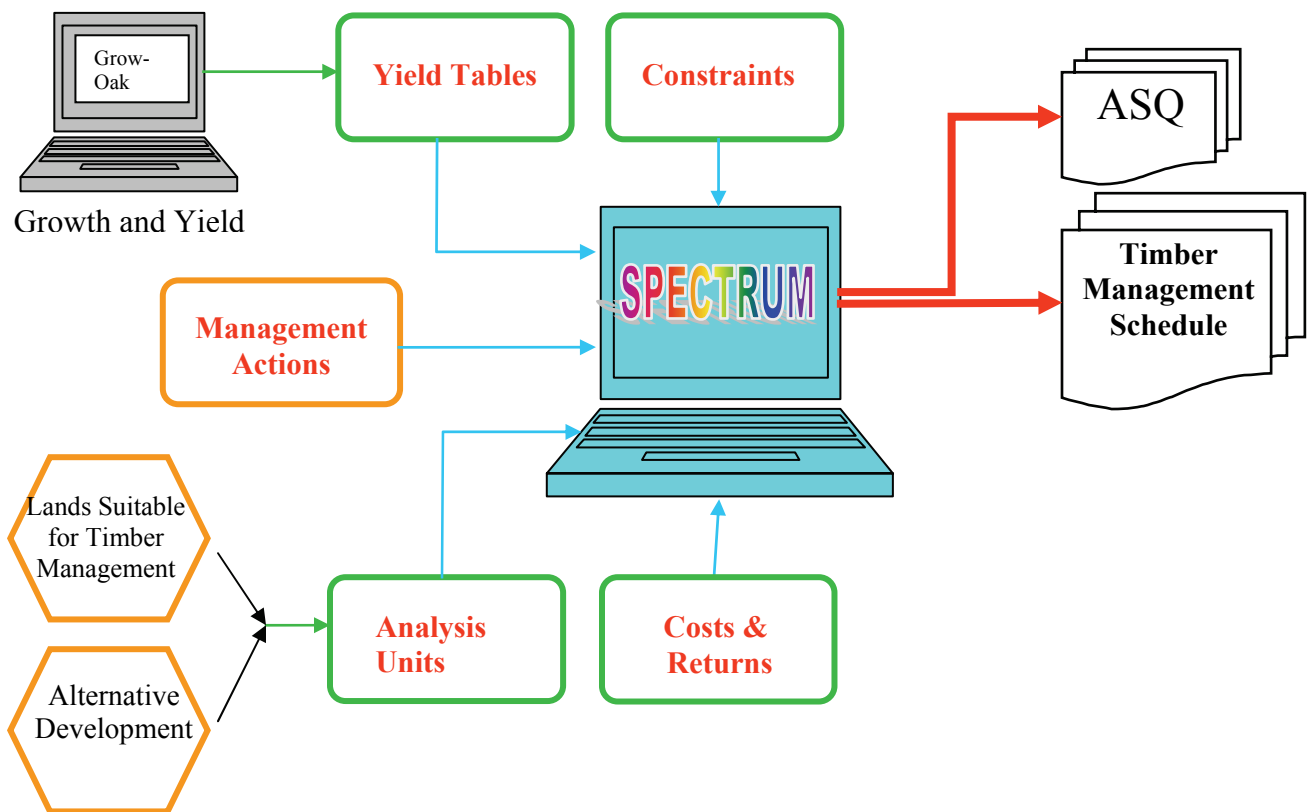 Grow-
Oak
Growth and Yield
Yield Tables
Constraints
ASQ
SPECTRUM
Timber
Management
Schedule
Management
Actions
Lands Suitable
for Timber
Management
Analysis
Units
Costs &
Returns
Alternative
Development